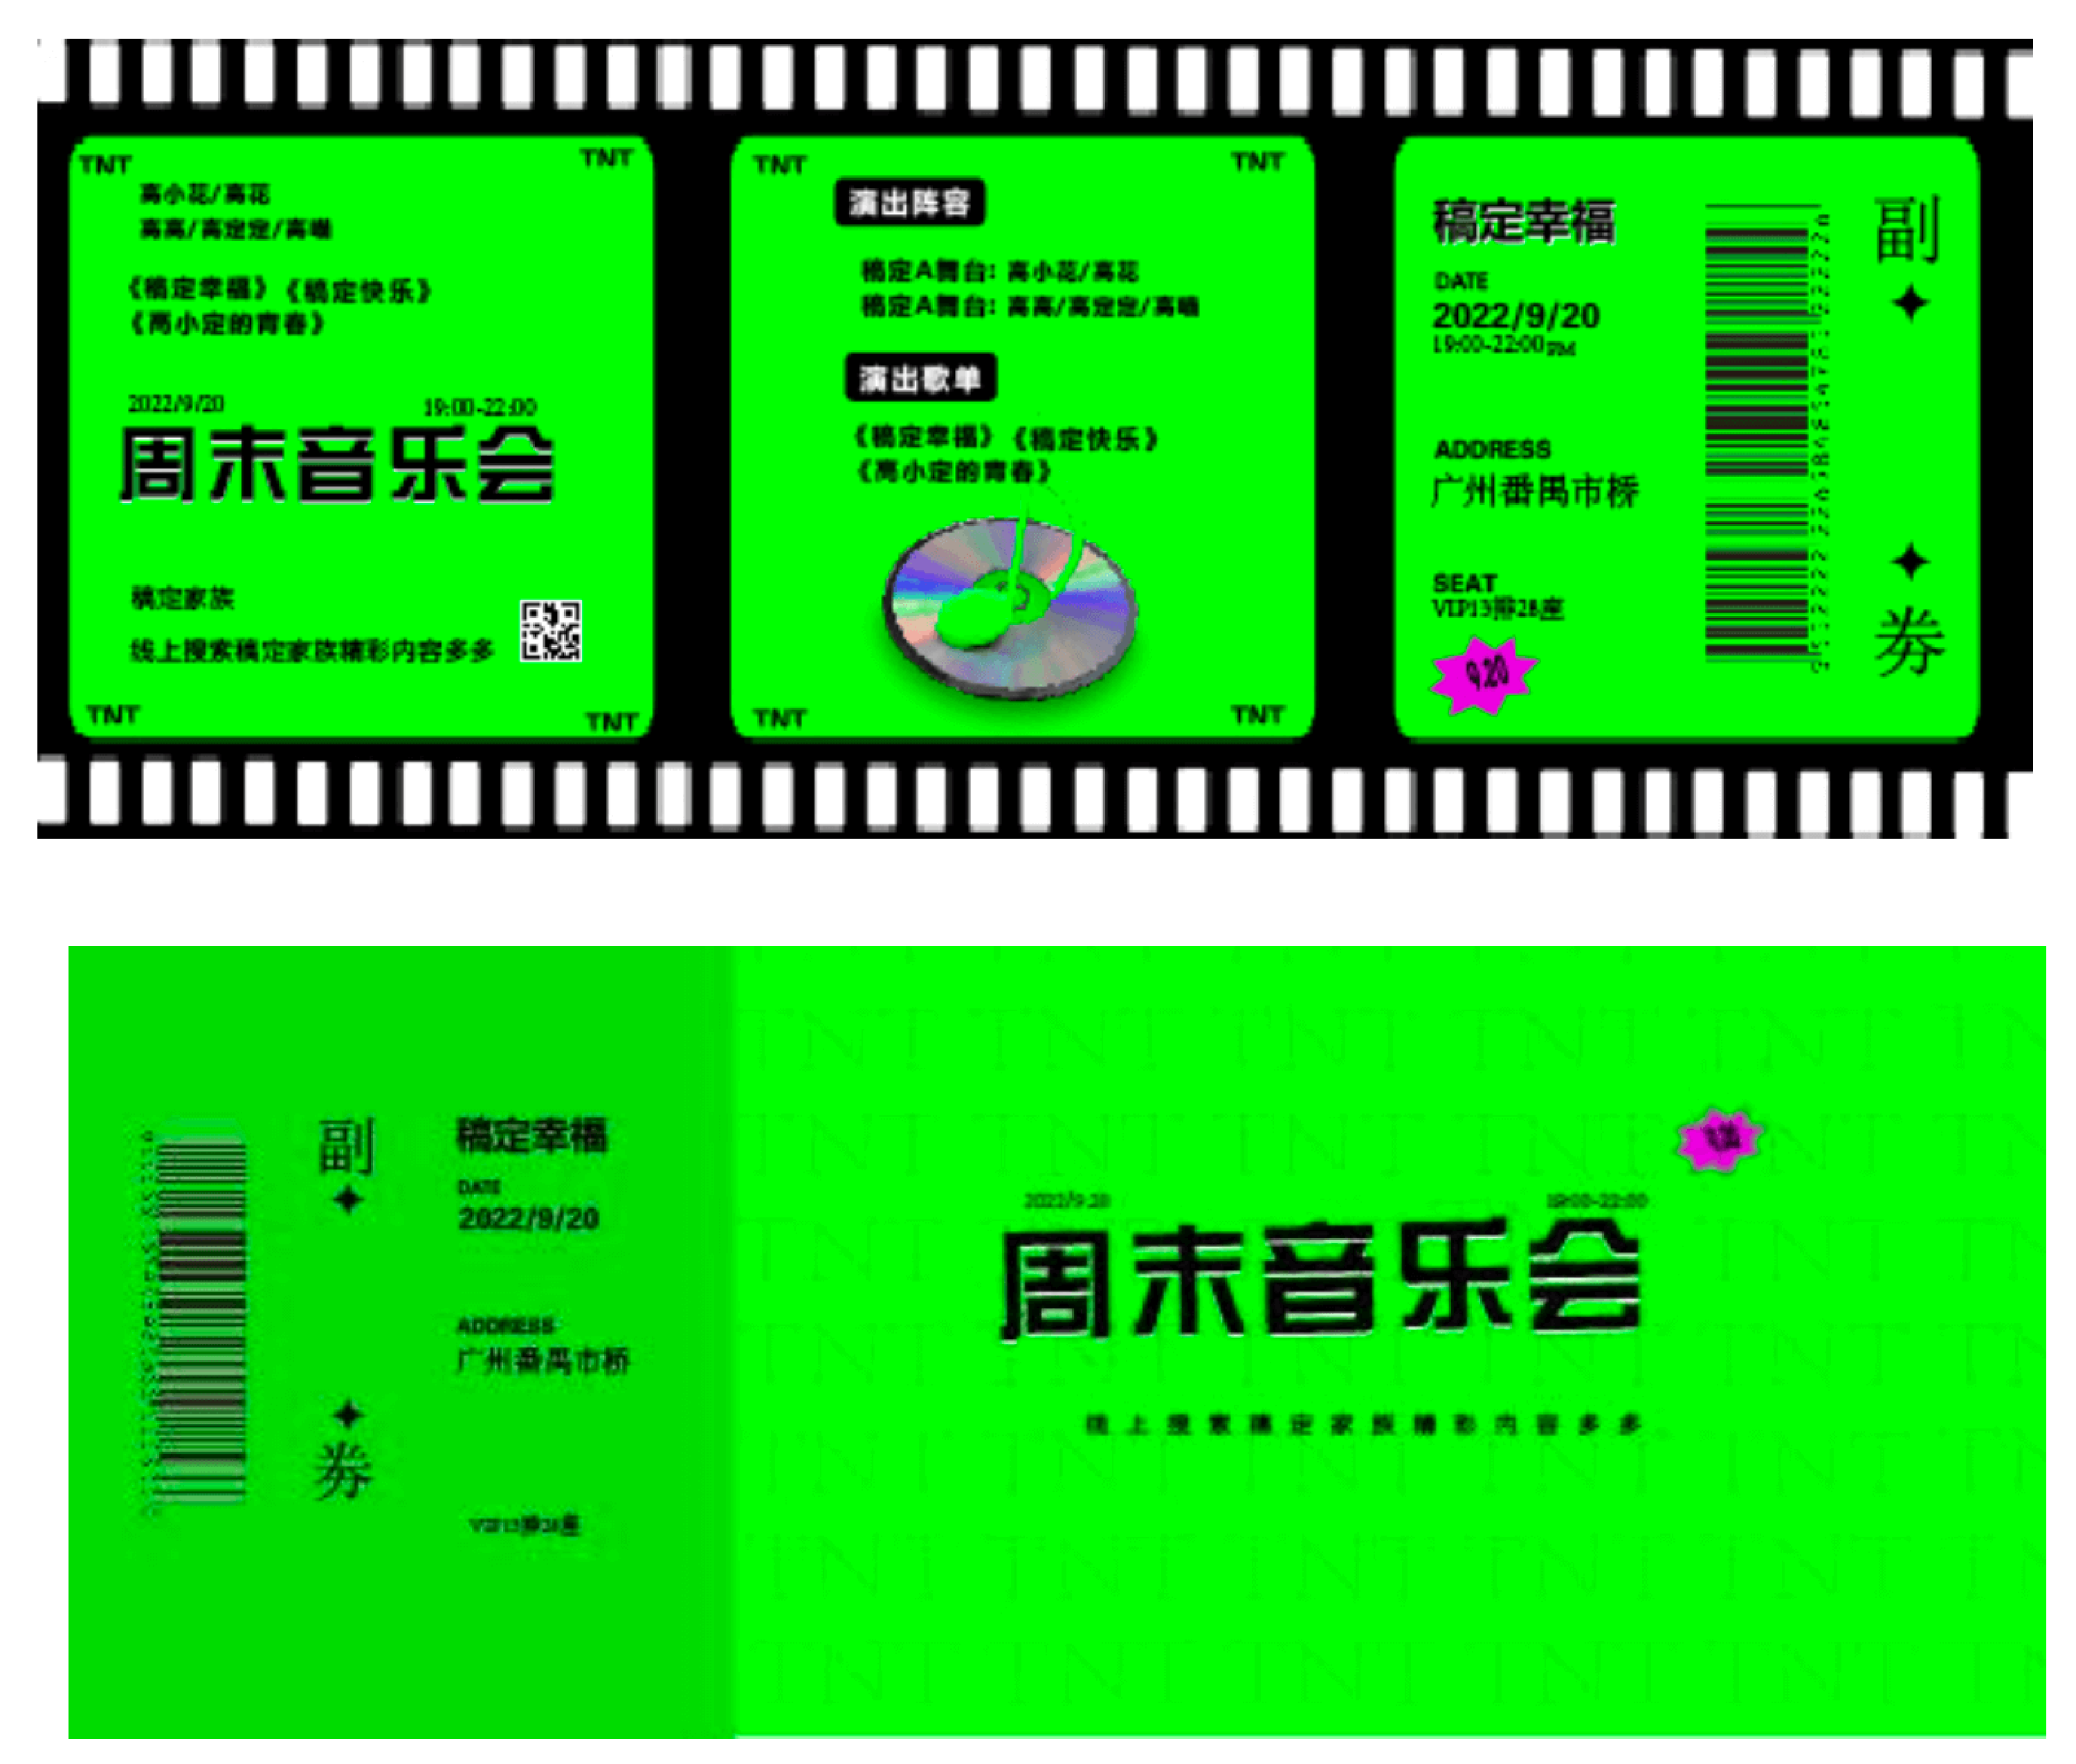 TNT
TNT
高小花/高花
高高/高定定/高喵
《稿定幸福》《稿定快乐》
《高小定的青春》
2022/9/20
19:00-22:00
周末音乐会
稿定家族
线上搜索稿定家族精彩内容多多
TNT
TNT
TNT
TNT
演出阵容
稿定A舞台: 高小花/高花
稿定A舞台: 高高/高定定/高喵
演出歌单
《稿定幸福》《稿定快乐》
《高小定的青春》
TNT
TNT
稿定幸福
DATE
2022/9/20
19:00-22:00PM
ADDRESS
广州番禺市桥
SEAT
VIP13排28座
9.20
副
券
副
券
稿定幸福
DATE
2022/9/20
ADDRESS
广州番禺市桥
VIP13排28座
2022/9.20
19:00-22:00
周末音乐会
线上搜索稿定家族精彩内容多多